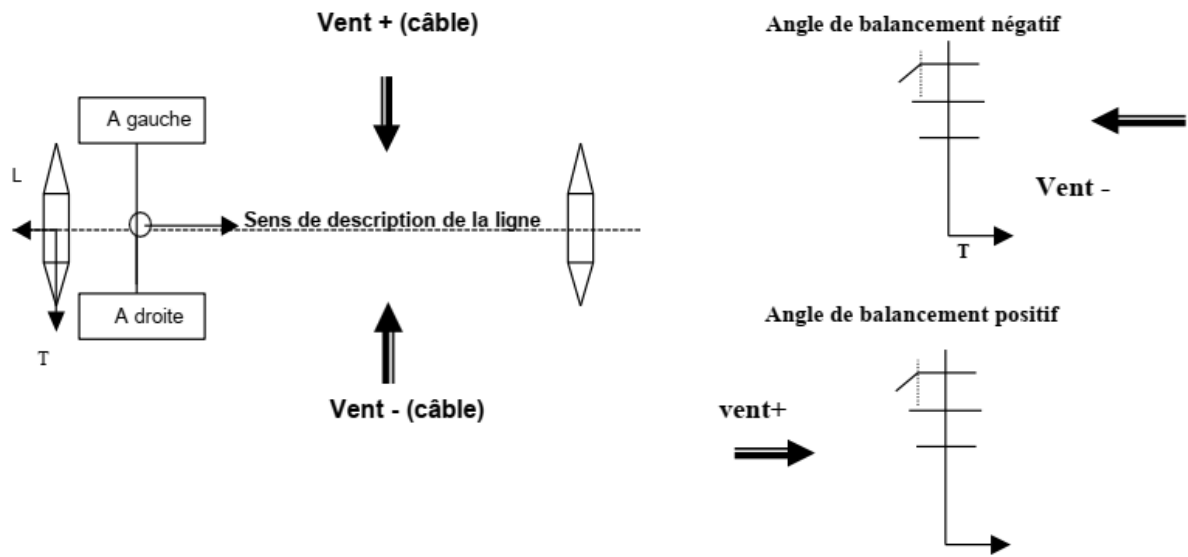 Vent + (câble)
A gauche
L
Sens de description de la ligne
A droite
T
Vent - (câble)
Angle de balancement négatif
Vent -
T
Angle de balancement positif
vent+